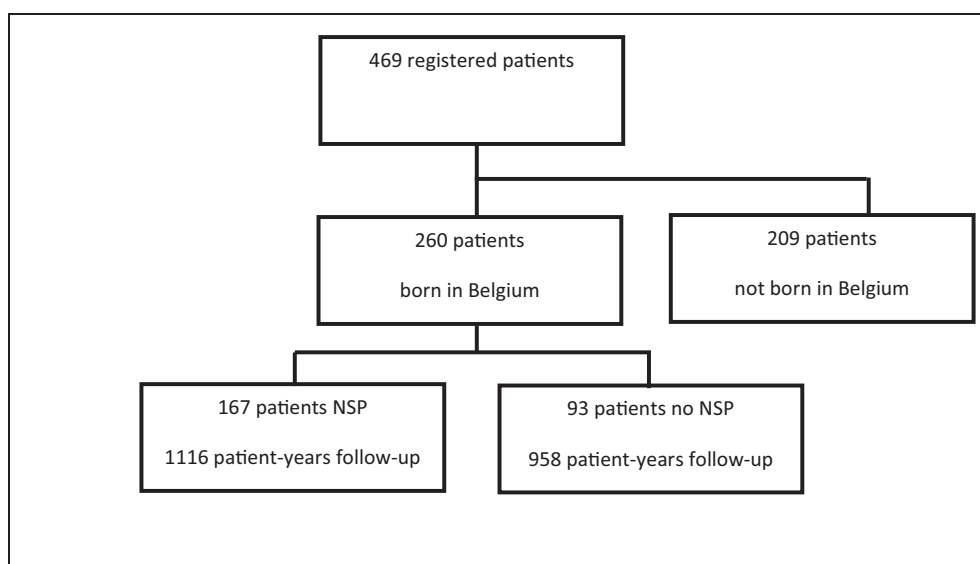 469 registered patients
260 patients
born in Belgium
209 patients
not born in Belgium
167 patients NSP
1116 patient-years follow-up
93 patients no NSP
958 patient-years follow-up